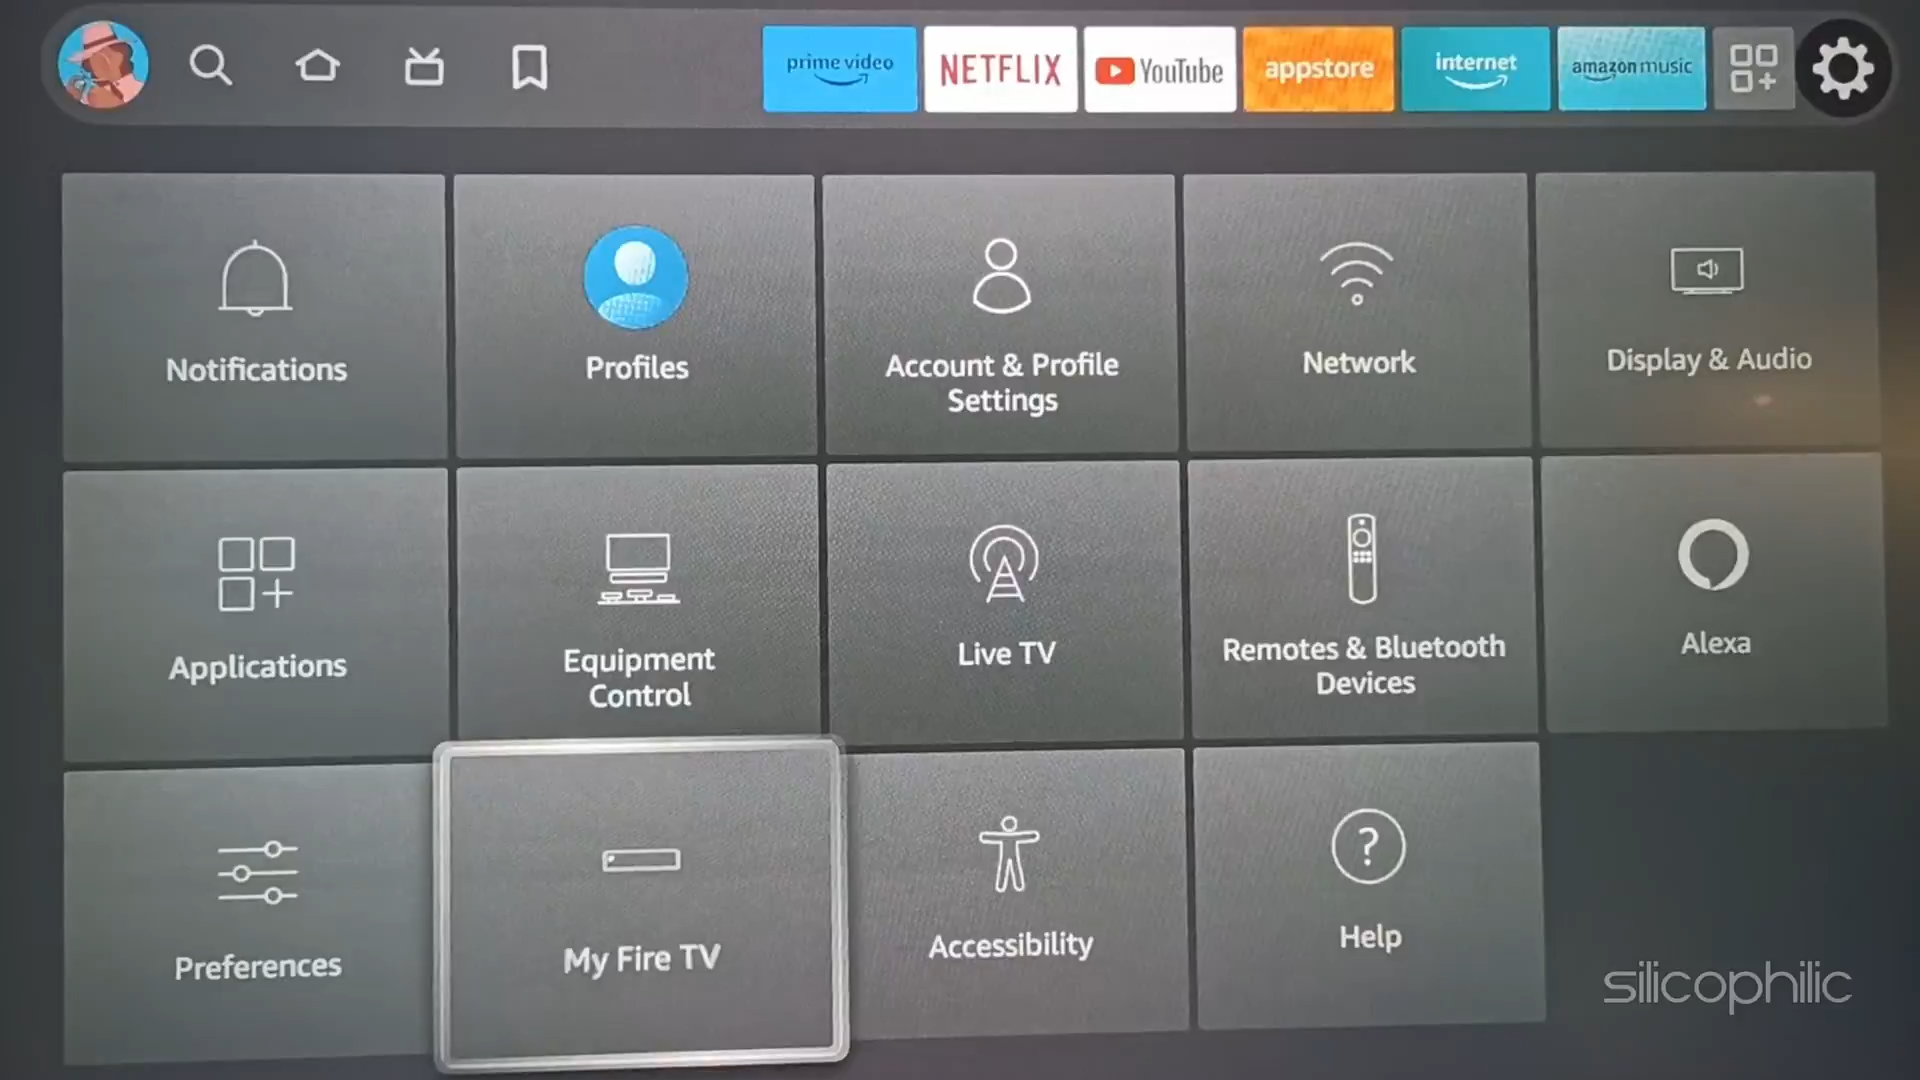 prime video
NETFLIX
YouTube
appstore
internet
amazon music
Notifications
Profiles
Account & Profile
Settings
Network
Display & Audio
Applications
Equipment
Control
Live TV
Remotes & Bluetooth
Devices
Alexa
Preferences
My Fire TV
Accessibility
?
Help
silicophilic